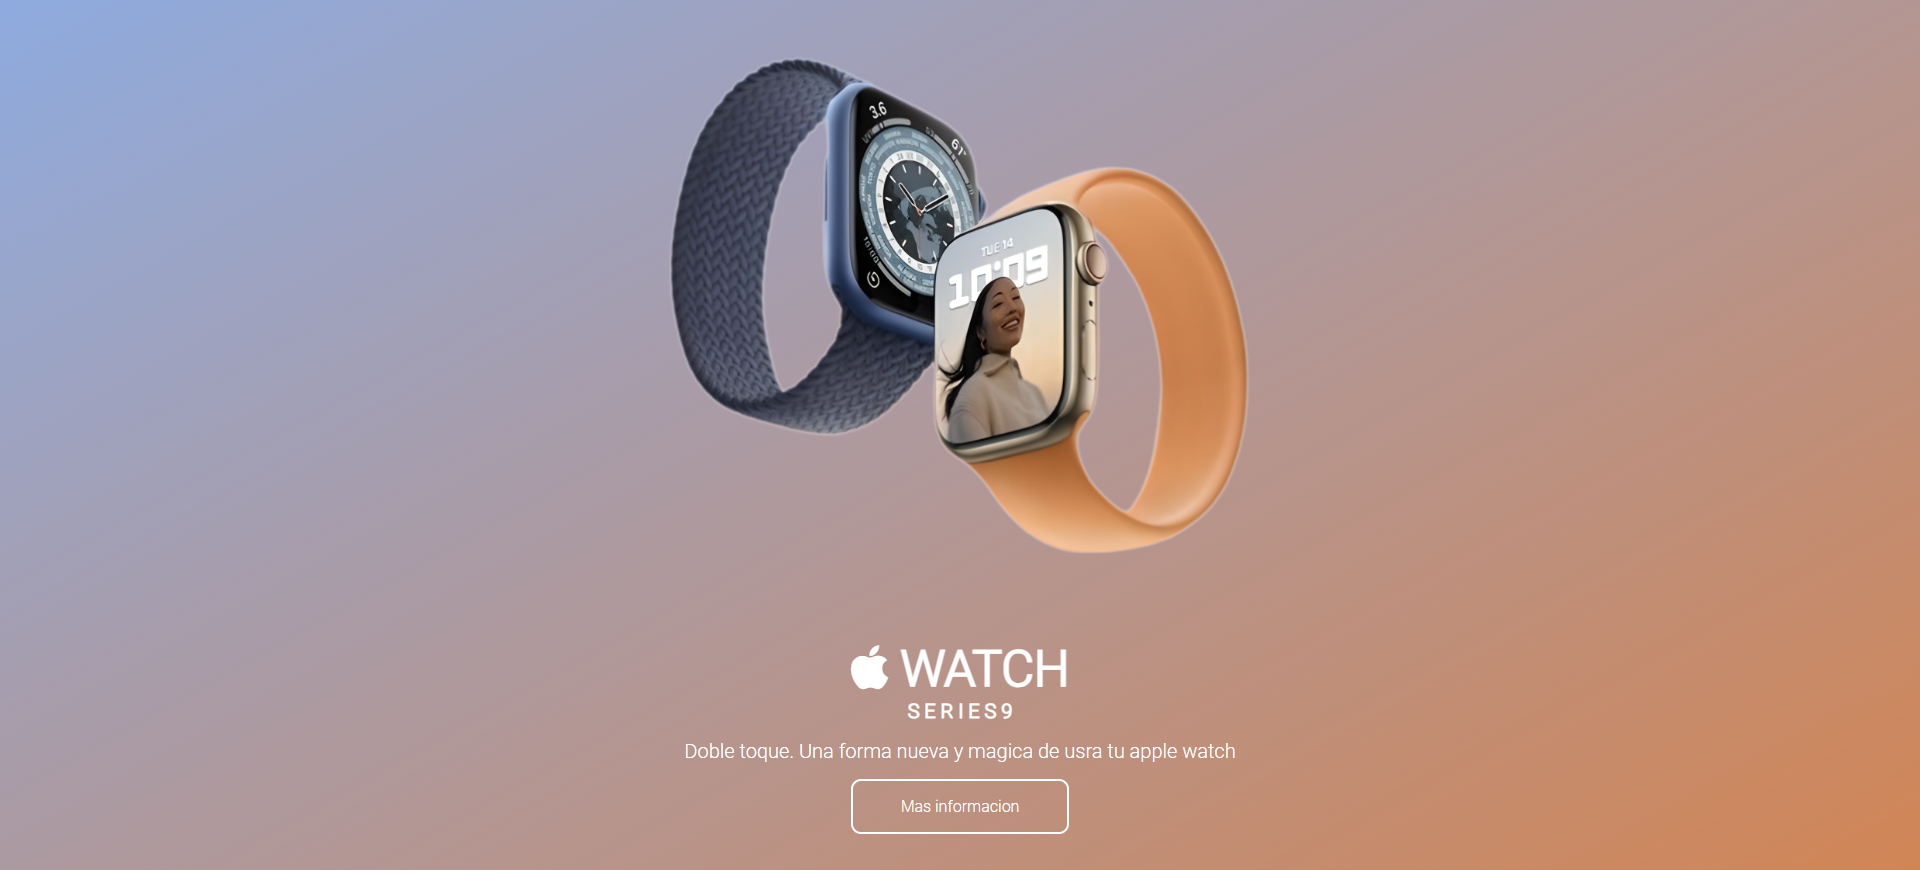 3.6
61°
TUE 14
10:09
WATCH
SERIES9
Doble toque. Una forma nueva y magica de usra tu apple watch
Mas informacion